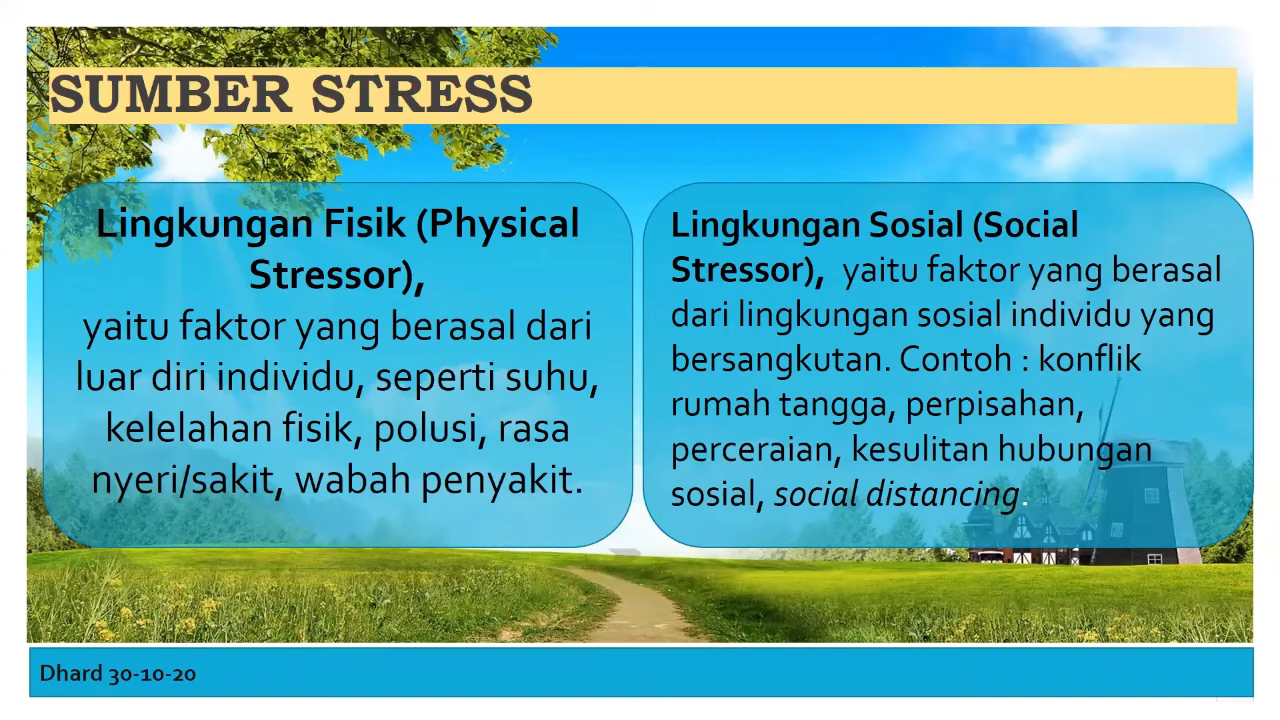 SUMBER STRESS
Lingkungan Fisik (Physical
Stressor),
yaitu faktor yang berasal dari
luar diri individu, seperti suhu,
kelelahan fisik, polusi, rasa
nyeri/sakit, wabah penyakit.
Lingkungan Sosial (Social
Stressor), yaitu faktor yang berasal
dari lingkungan sosial individu yang
bersangkutan. Contoh : konflik
rumah tangga, perpisahan,
perceraian, kesulitan hubungan
sosial, social distancing.
Dhard 30-10-20